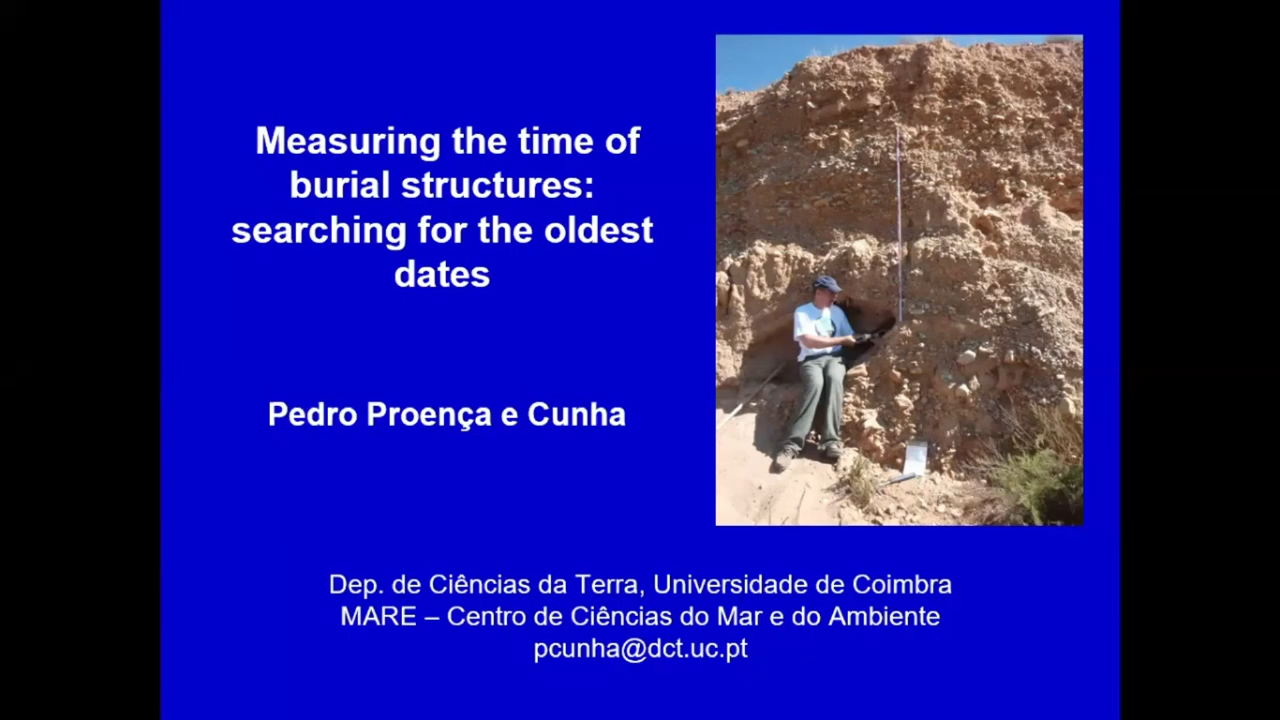 Measuring the time of
burial structures:
searching for the oldest
dates
Pedro Proença e Cunha
Dep. de Ciências da Terra, Universidade de Coimbra
MARE – Centro de Ciências do Mar e do Ambiente
pcunha@dct.uc.pt